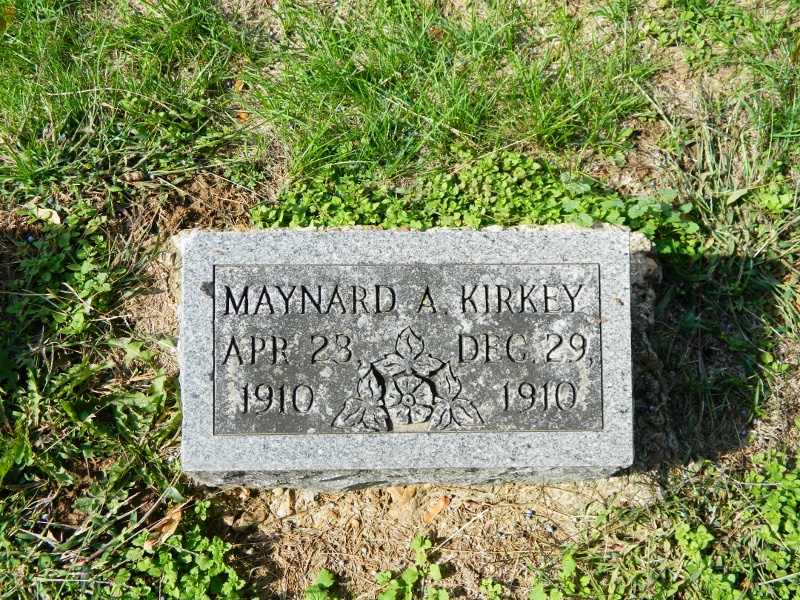 MAYNARD A. KIRKEY
APR. 23, DEC. 29,
1910 1910